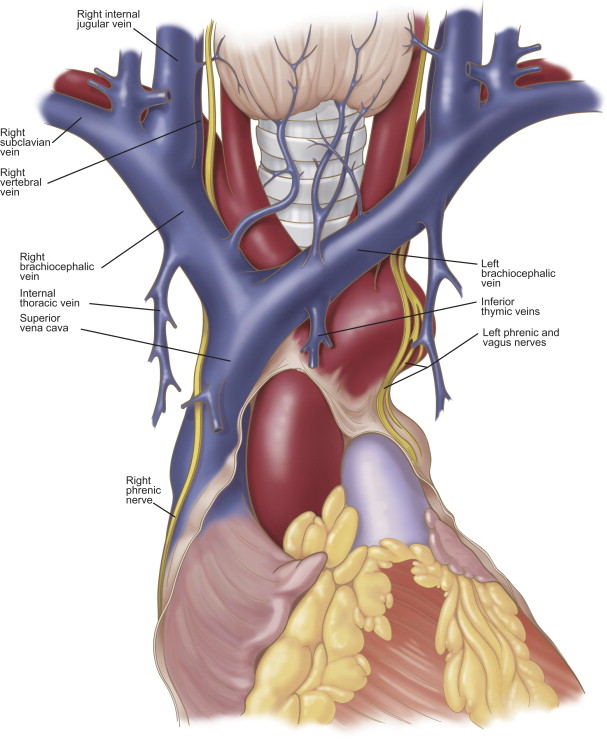 Right internal
jugular vein
Right
subclavian
vein
Right
vertebral
vein
Right
brachiocephalic
vein
Internal
thoracic vein
Superior
vena cava
Right
phrenic
nerve
Left
brachiocephalic
vein
Inferior
thymic veins
Left phrenic and
vagus nerves